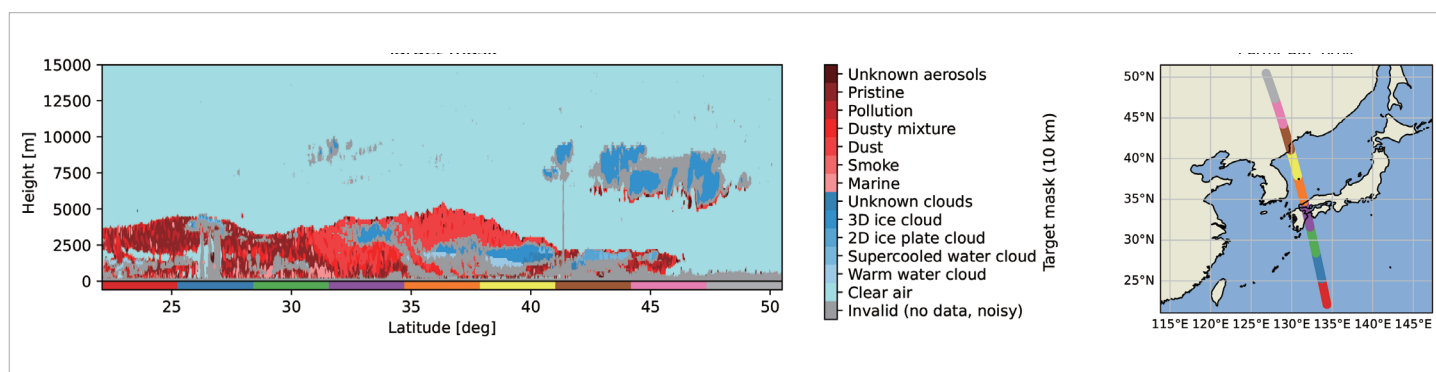 15000
12500
10000
7500
5000
2500
0
Height [m]
25
30
35
40
45
50
Latitude [deg]
Unknown aerosols
Pristine
Pollution
Dusty mixture
Dust
Smoke
Marine
Unknown clouds
3D ice cloud
2D ice plate cloud
Supercooled water cloud
Warm water cloud
Clear air
Invalid (no data, noisy)
Target mask (10 km)
50°N
45°N
40°N
35°N
30°N
25°N
115°E 120°E 125°E 130°E 135°E 140°E 145°E